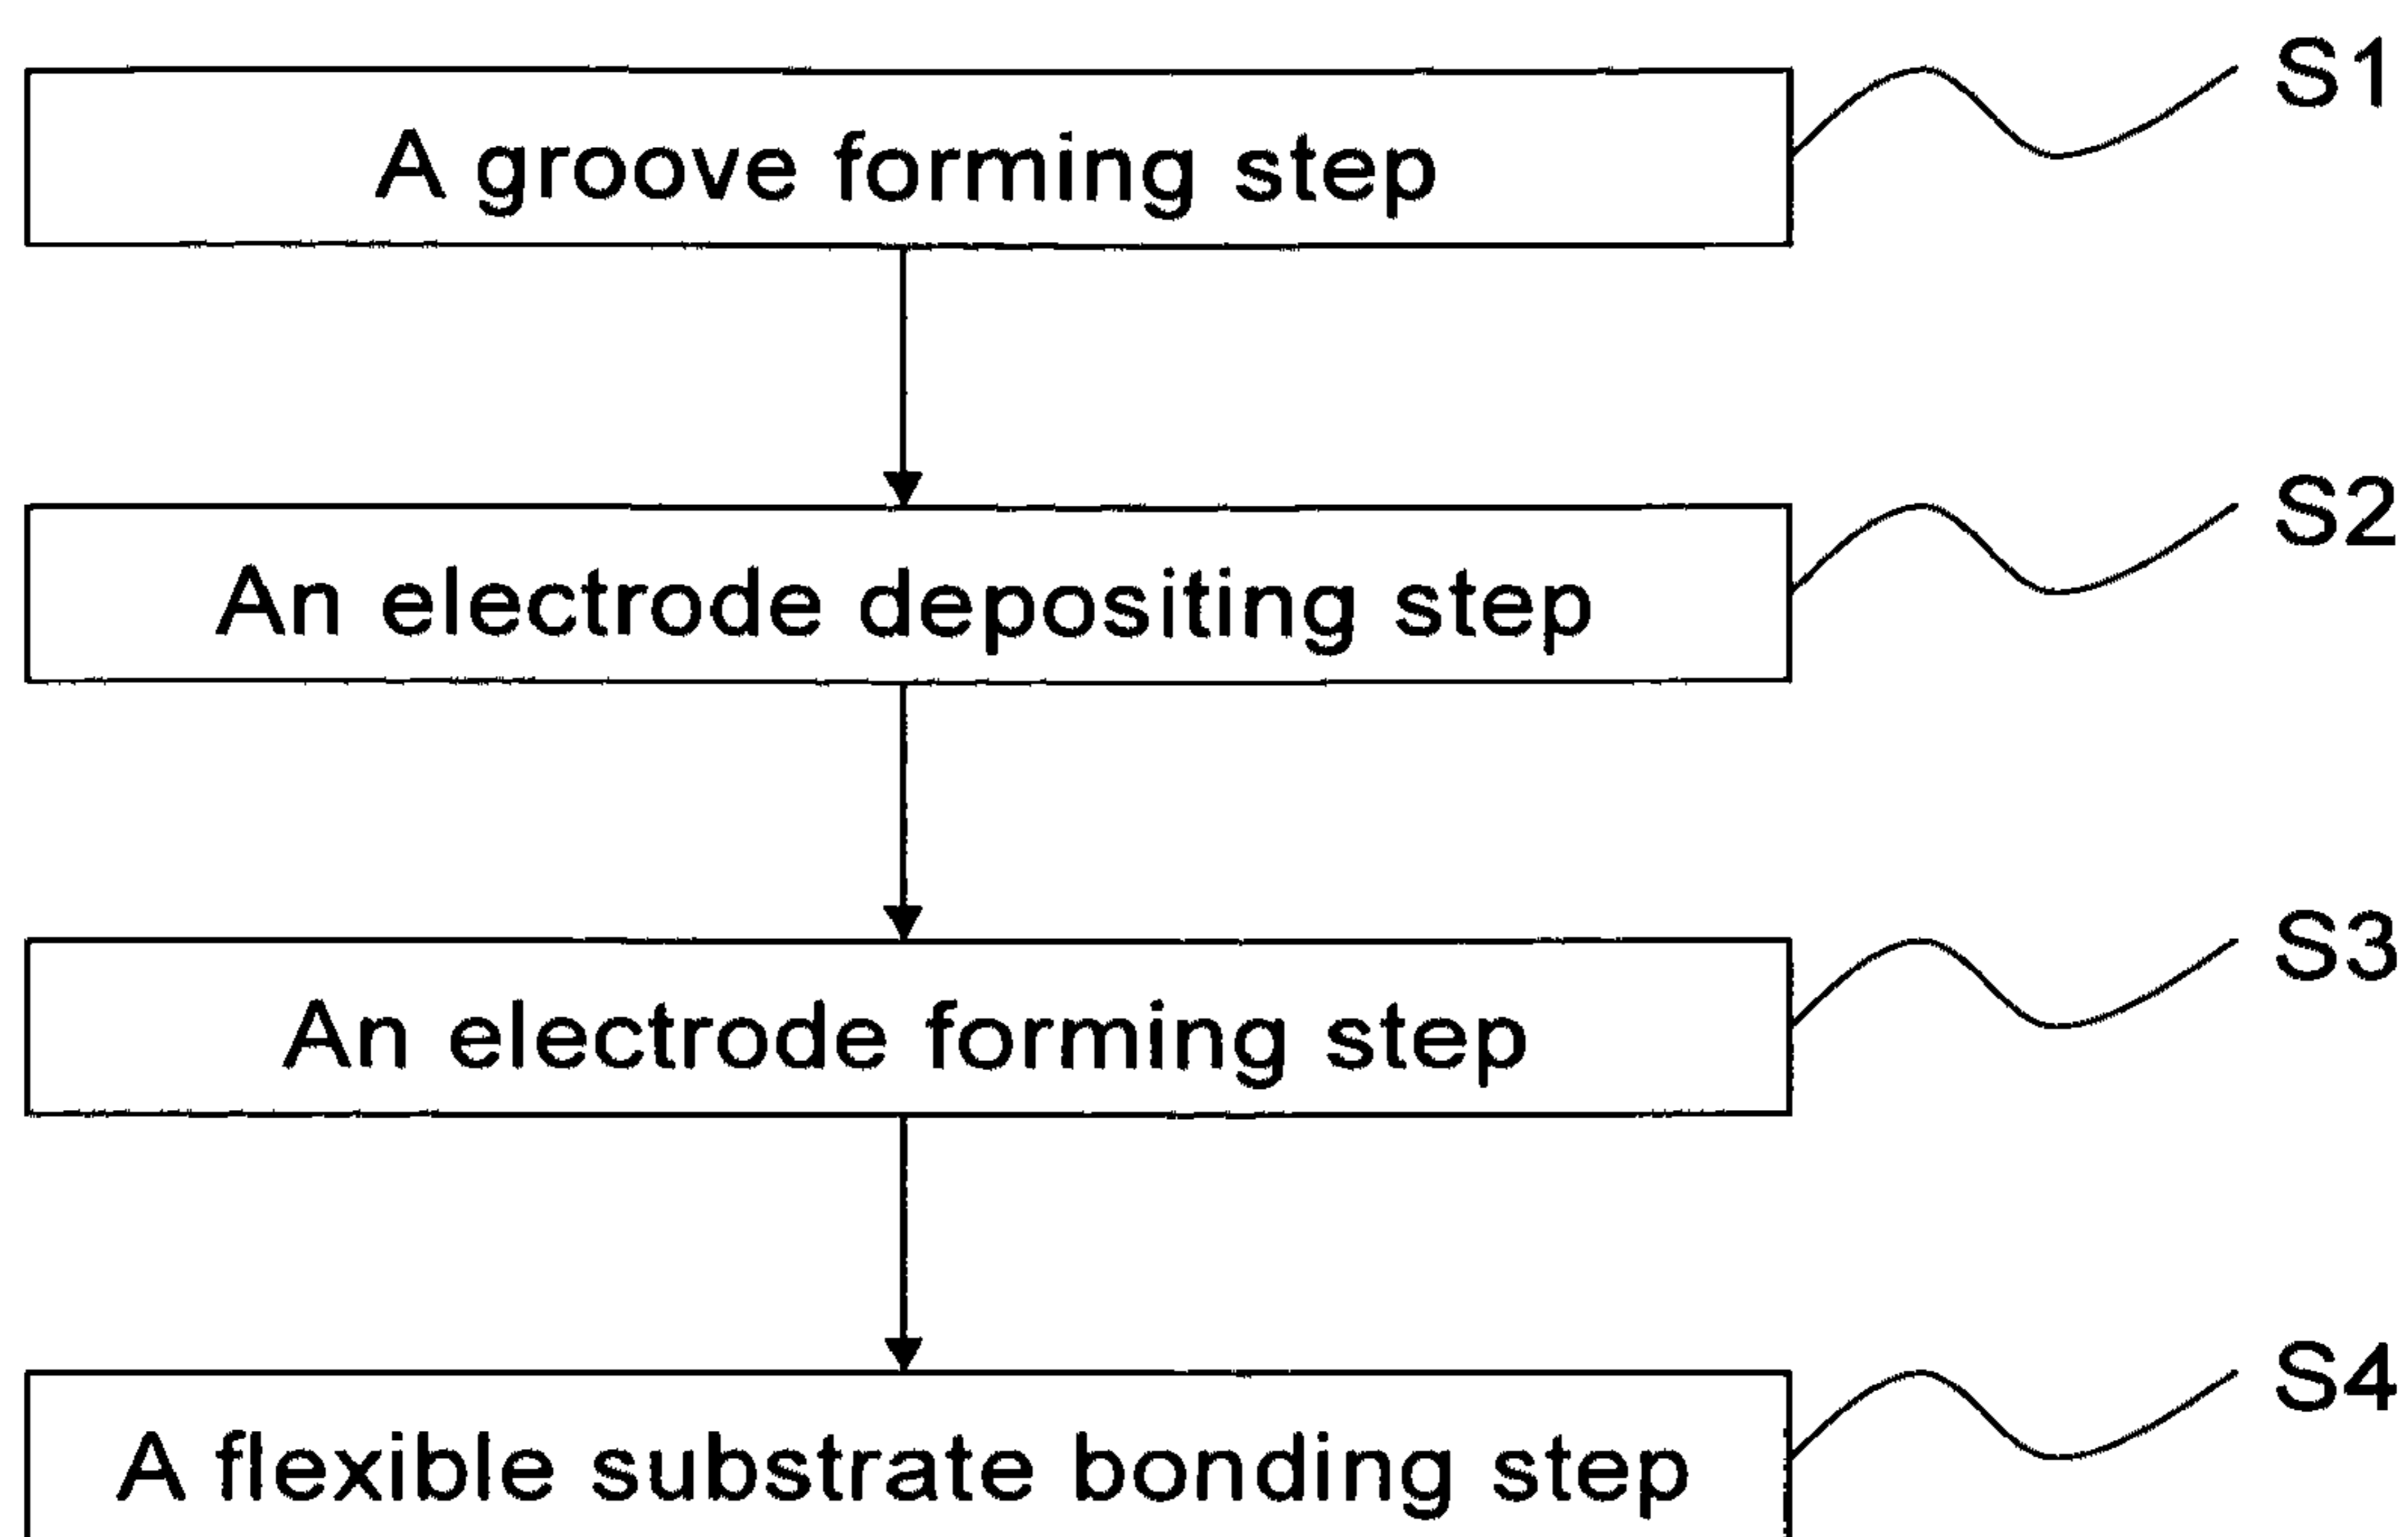 A groove forming step
S1
An electrode depositing step
S2
An electrode forming step
S3
A flexible substrate bonding step
S4